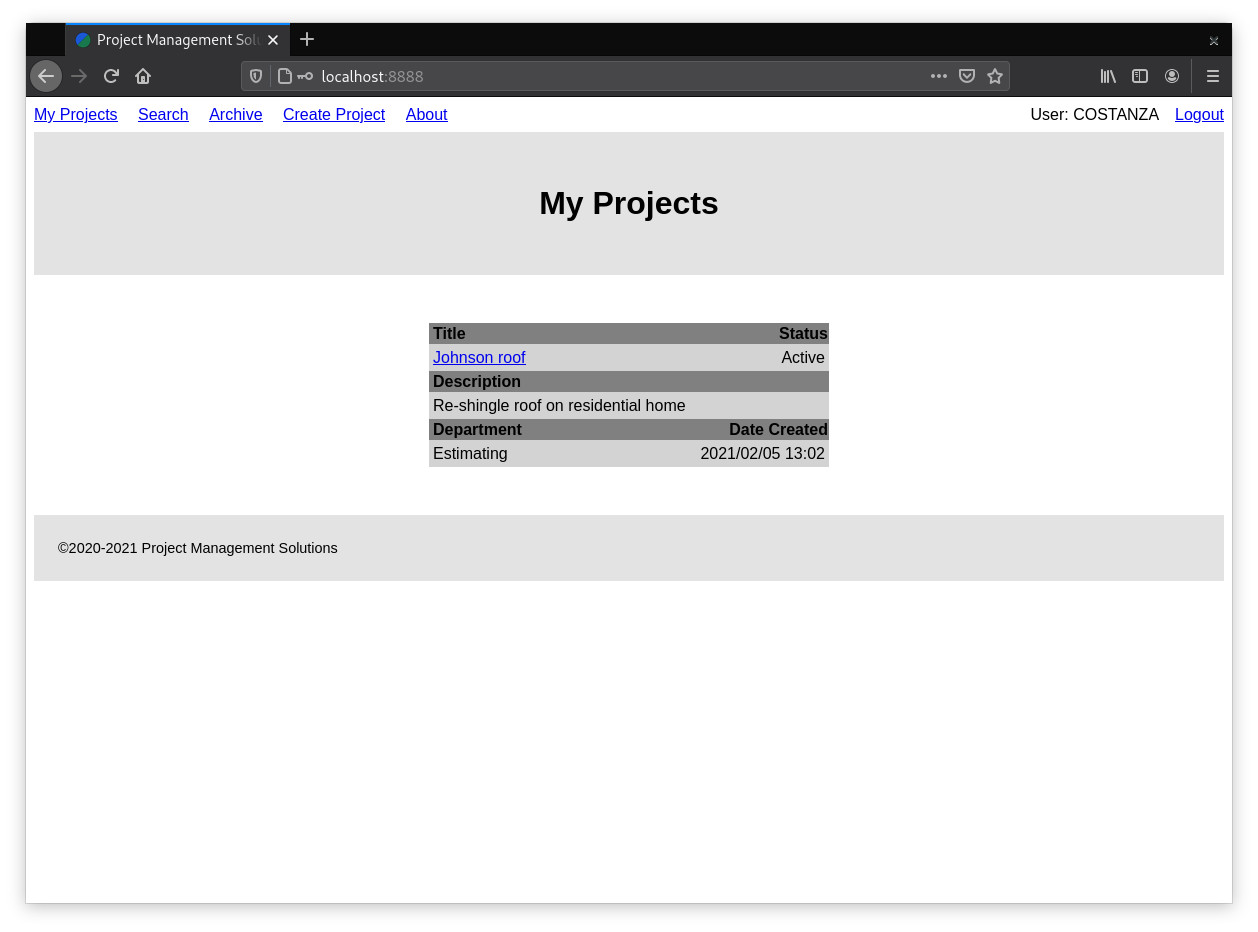 Project Management Solu
localhost:8888
My Projects Search Archive Create Project About User: COSTANZA Logout
My Projects
Title Status
Johnson roof Active
Description
Re-shingle roof on residential home
Department Date Created
Estimating 2021/02/05 13:02
©2020-2021 Project Management Solutions